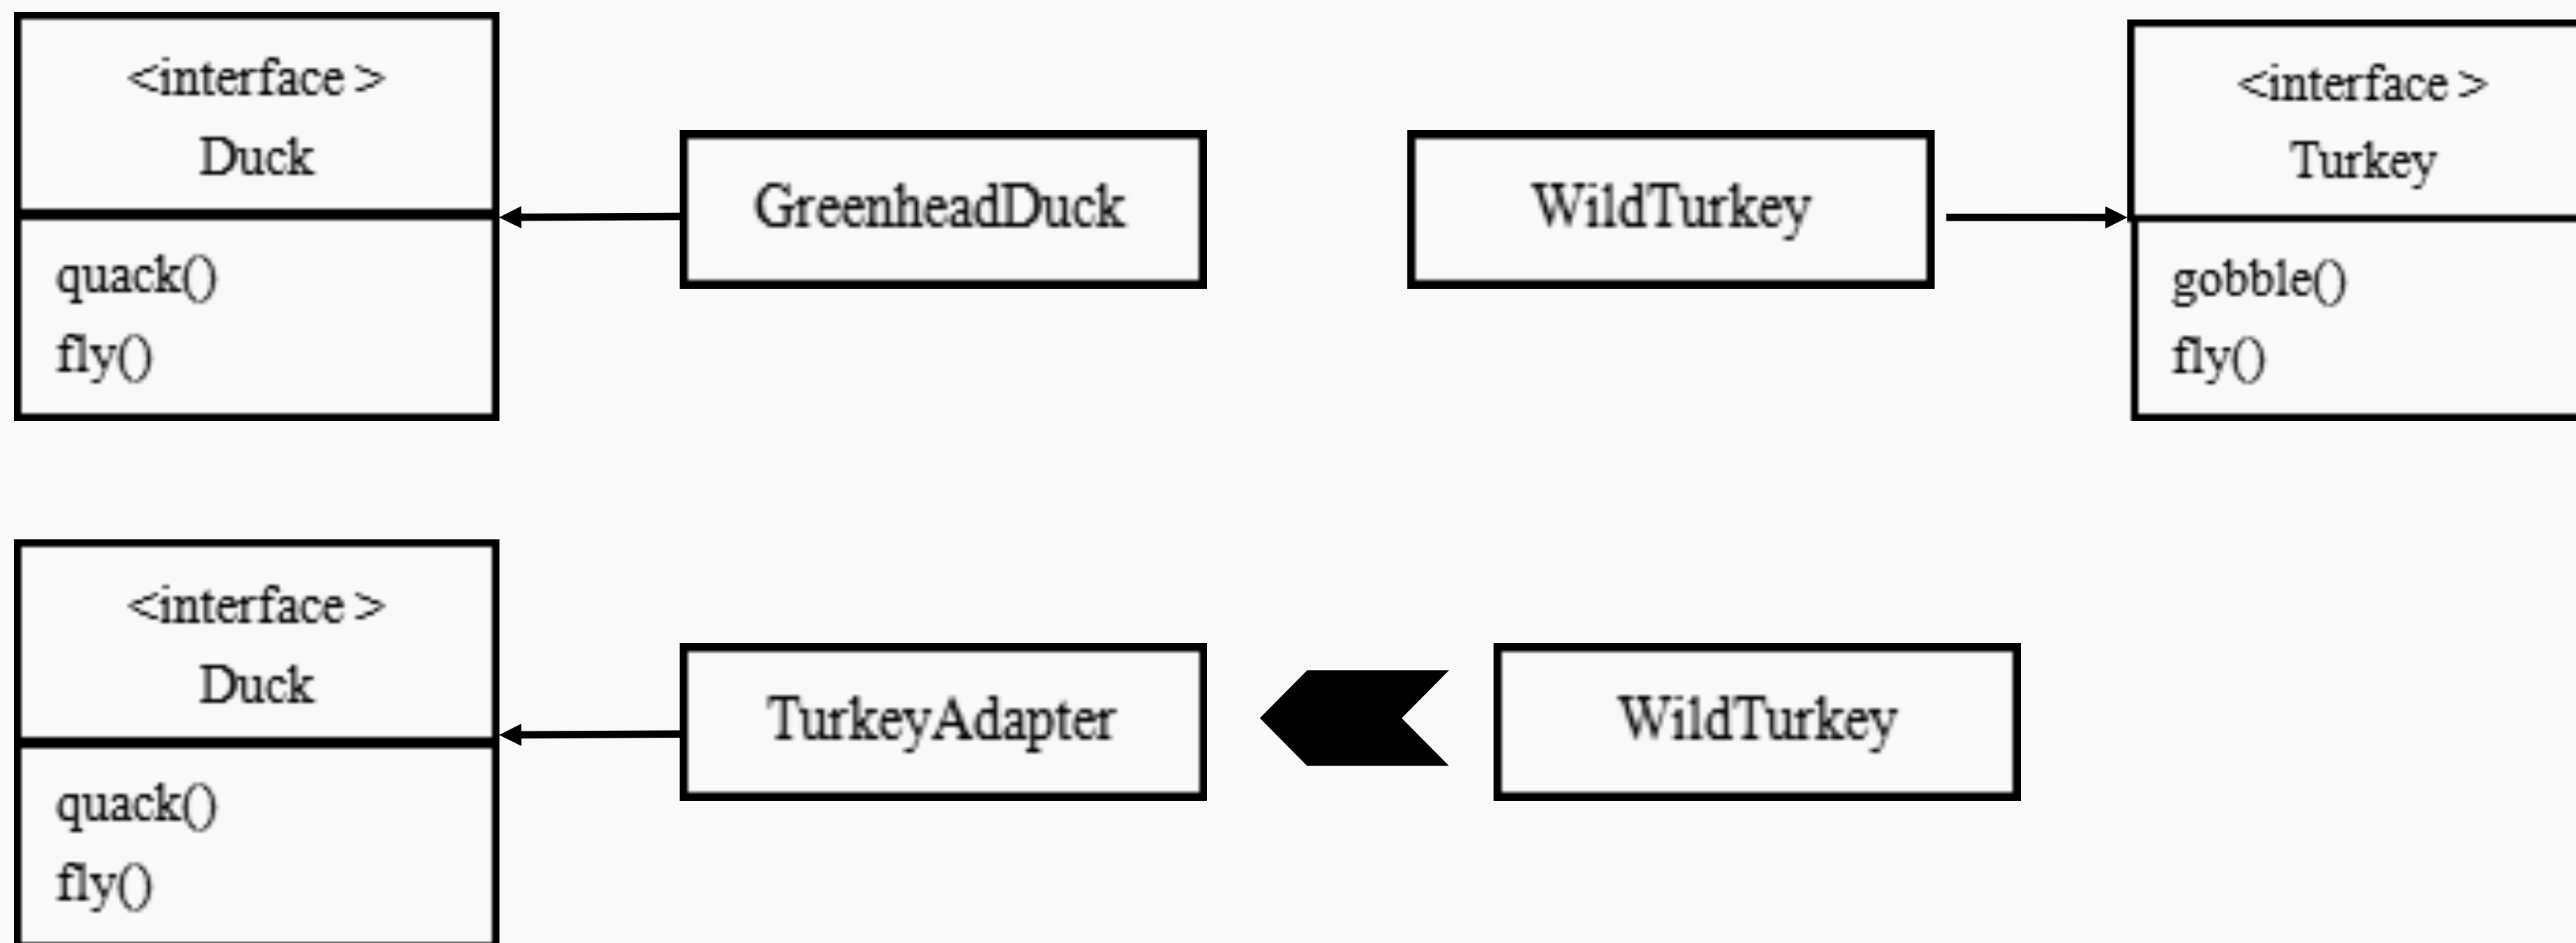 <interface >
Duck
quack()
fly()
GreenheadDuck
WildTurkey
<interface >
Turkey
gobble()
fly()
<interface >
Duck
quack()
fly()
TurkeyAdapter
WildTurkey